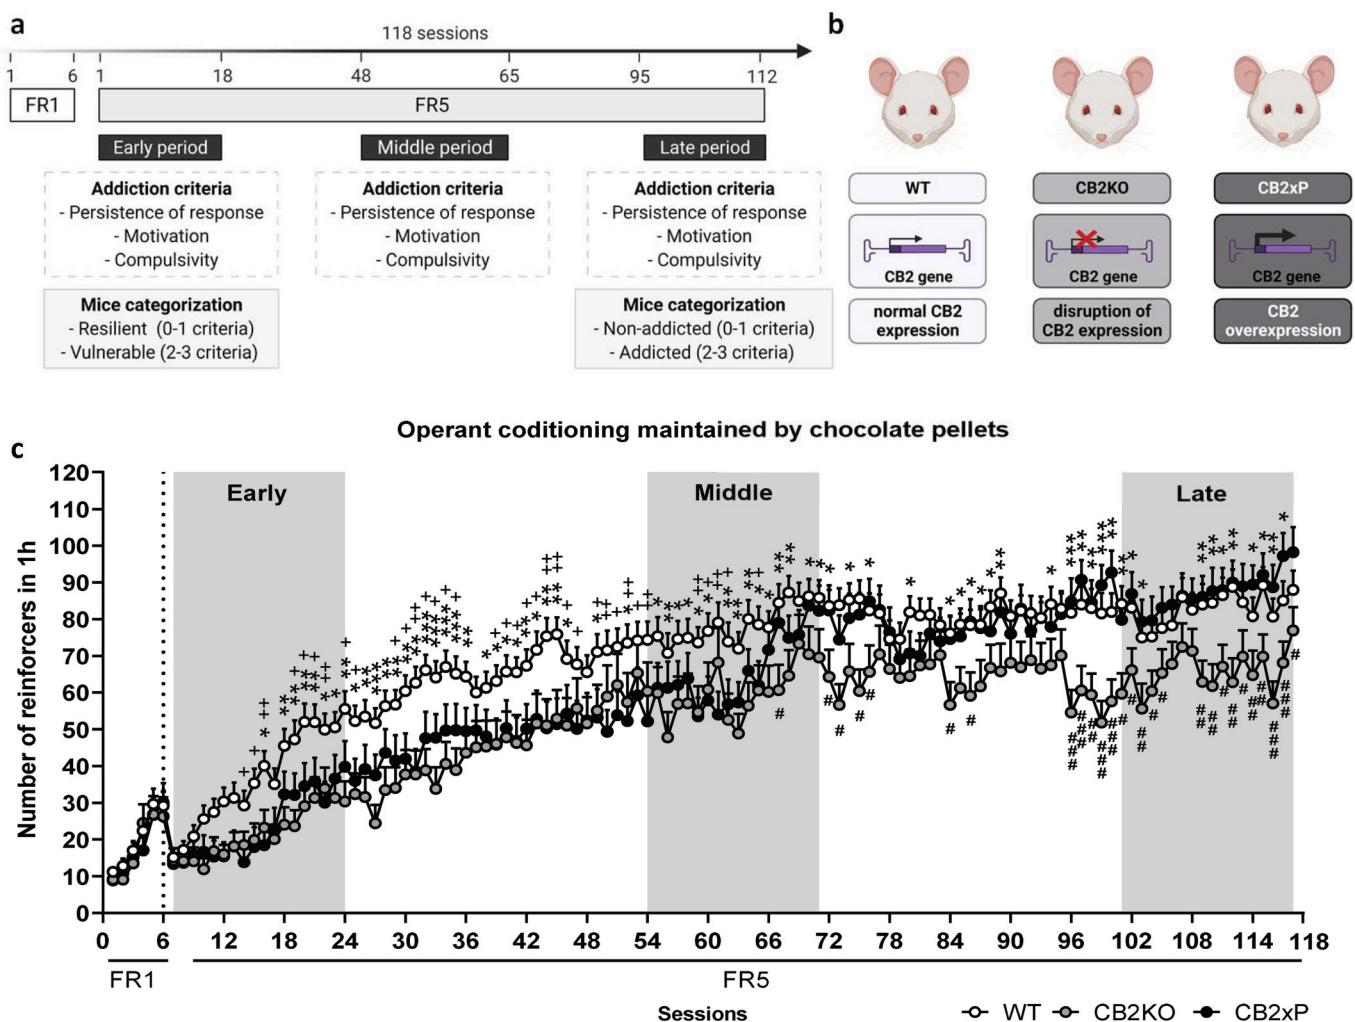 a
118 sessions
1 6 1 18 48 65 95 112
FR1 FR5
Early period Middle period Late period
Addiction criteria
- Persistence of response
- Motivation
- Compulsivity
Addiction criteria
- Persistence of response
- Motivation
- Compulsivity
Addiction criteria
- Persistence of response
- Motivation
- Compulsivity
Mice categorization
- Resilient (0-1 criteria)
- Vulnerable (2-3 criteria)
Mice categorization
- Non-addicted (0-1 criteria)
- Addicted (2-3 criteria)
b
WT
CB2 gene
normal CB2
expression
CB2KO
CB2 gene
disruption of
CB2 expression
CB2xP
CB2 gene
CB2
overexpression
c
Operant coditioning maintained by chocolate pellets
Early Middle Late
Number of reinforcers in 1h
120
110
100
90
80
70
60
50
40
30
20
10
0
0 6 12 18 24 30 36 42 48 54 60 66 72 78 84 90 96 102 108 114 118
FR1 FR5
Sessions
WT CB2KO CB2xP